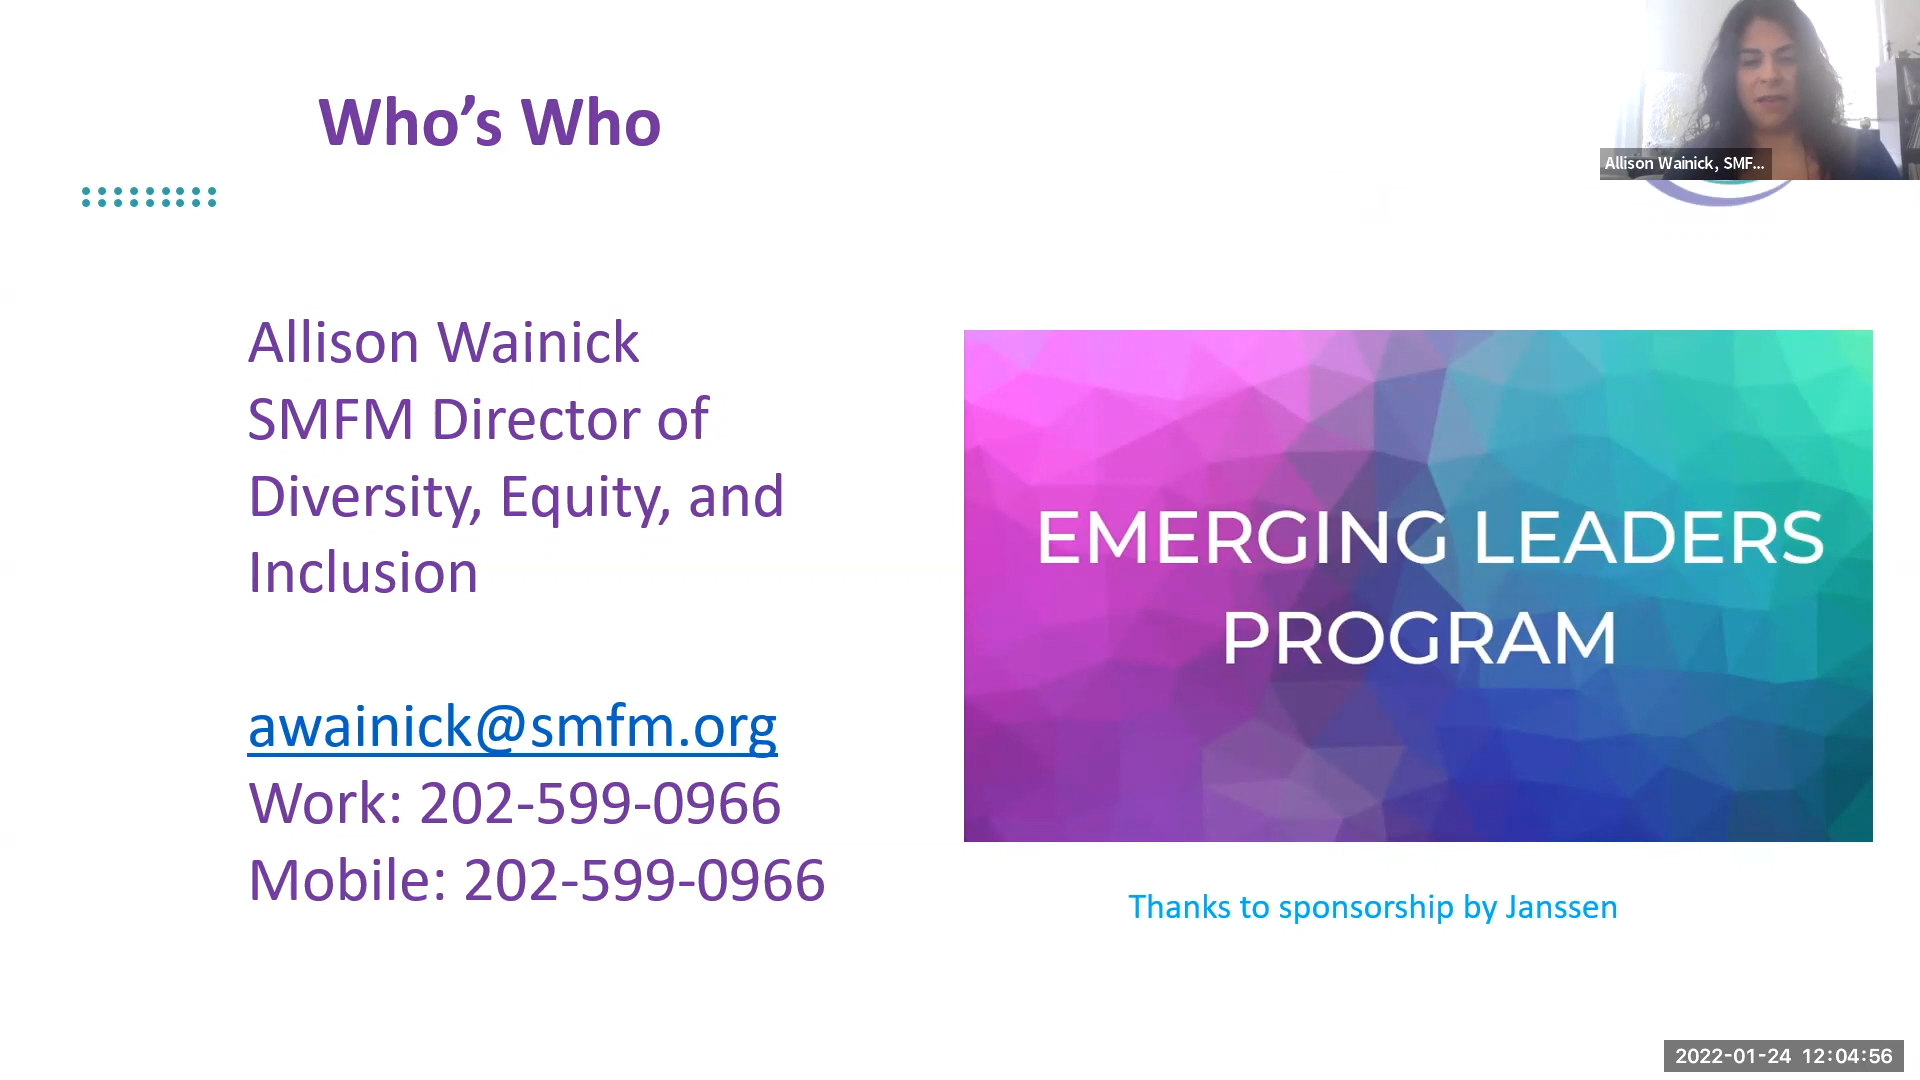 Who’s Who
Allison Wainick, SMF...
Allison Wainick
SMFM Director of
Diversity, Equity, and
Inclusion
awainick@smfm.org
Work: 202-599-0966
Mobile: 202-599-0966
EMERGING LEADERS
PROGRAM
Thanks to sponsorship by Janssen
2022-01-24 12:04:56